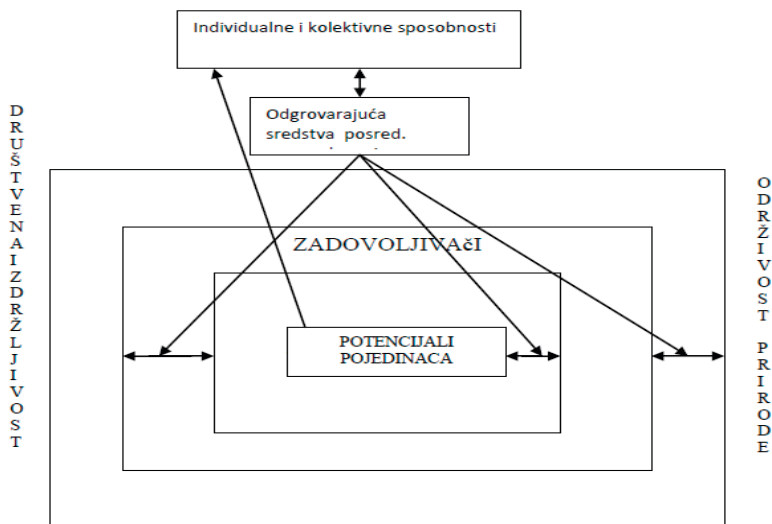 Individualne i kolektivne sposobnosti
Odgrovarajuća
sredstva posred.
DRUŠTVENAIZDRŽLJIVOST
ODRŽIVOST PRIRODE
ZADOVOLJIVAčI
POTENCIJALI
POJEDINACA